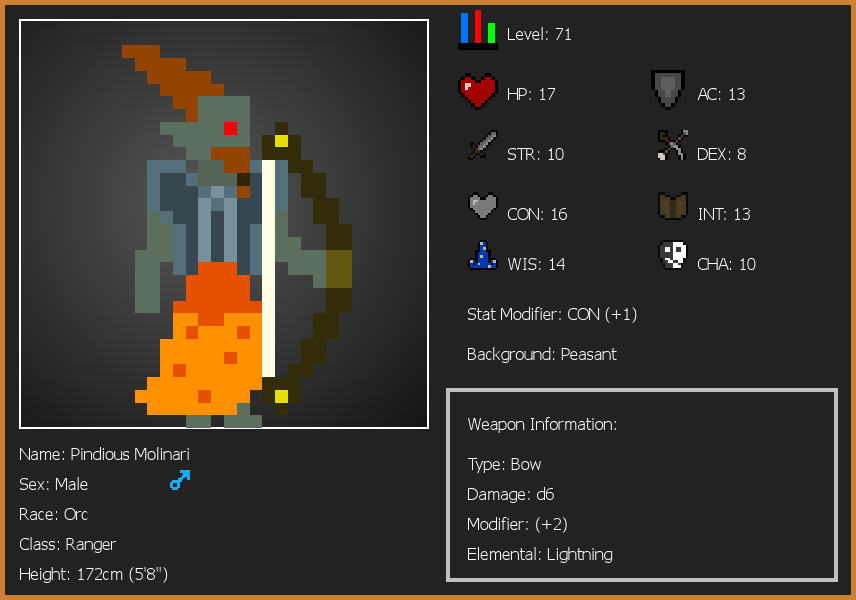 Level: 71
HP: 17
AC: 13
STR: 10
DEX: 8
CON: 16
INT: 13
WIS: 14
CHA: 10
Stat Modifier: CON (+1)
Background: Peasant
Weapon Information:
Type: Bow
Damage: d6
Modifier: (+2)
Elemental: Lightning
Name: Pindious Molinari
Sex: Male
Race: Orc
Class: Ranger
Height: 172cm (5'8")